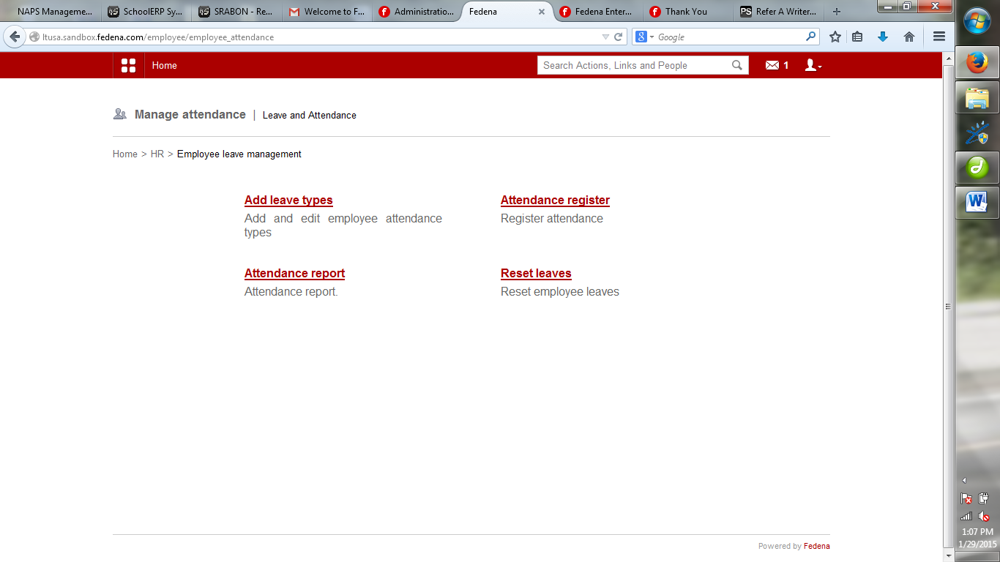 NAPS Management...
SchoolERP Sy...
SRABON - Re...
Welcome to F...
Administratio...
Fedena
Fedena Enter...
Thank You
Refer A Writer...
ltusa.sandbox.fedena.com/employee/employee_attendance
Google
Home
Search Actions, Links and People
1
Manage attendance | Leave and Attendance
Home > HR > Employee leave management
Add leave types
Add and edit employee attendance
types
Attendance register
Register attendance
Attendance report
Attendance report.
Reset leaves
Reset employee leaves
Powered by Fedena
1:07 PM
1/29/2015